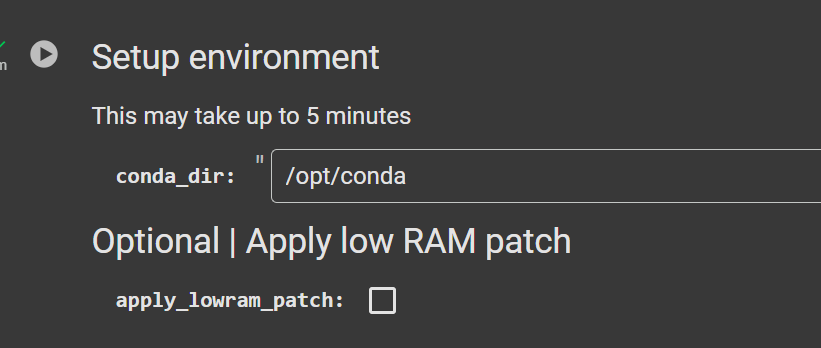 Setup environment
This may take up to 5 minutes
conda_dir: " /opt/conda
Optional | Apply low RAM patch
apply_lowram_patch: